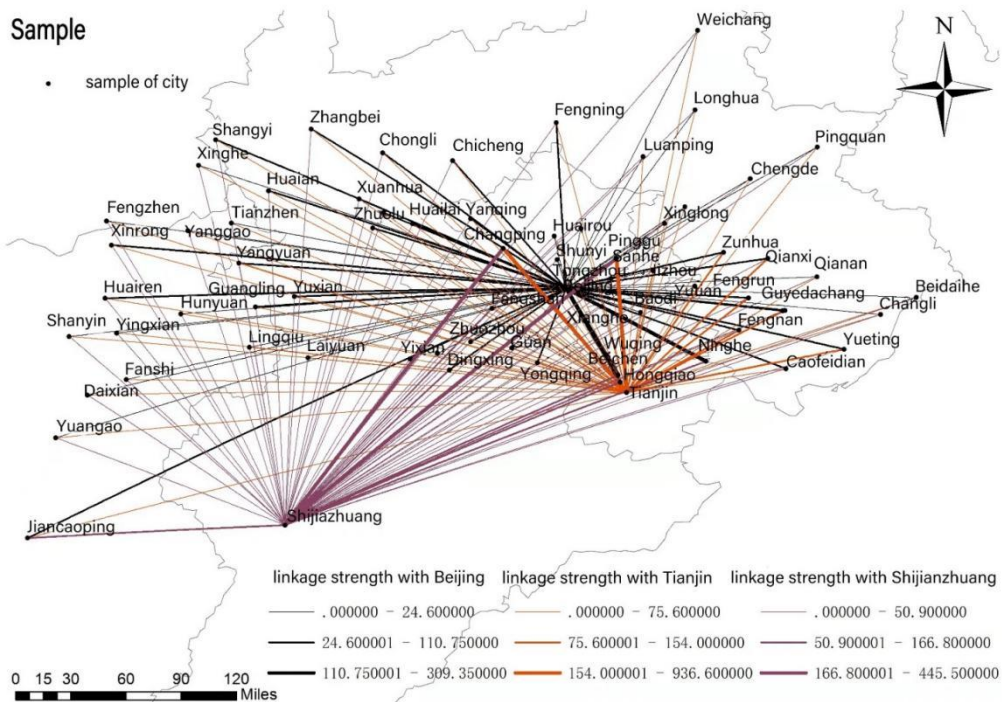 Sample
sample of city
N
Weichang
Longhua
Fengning
Zhangbei
Shangyi
Chongli
Chicheng
Luanping
Pingquan
Xinghe
Chengde
Huaian
Xuanhua
Fengzhen
Tianzhen
Zhuolu
Huailai
Yanqing
Huairou
Xinglong
Xinrong
Yanggao
Changping
Shunyi
Pinggu
Sanhe
Zunhua
Yangyuan
Tongzhou
Jizhou
Qianxi
Qianan
Huairen
Guangling
Yuxian
Fangshan
Baodi
Yutian
Fengrun
Guyedachang
Beidaihe
Changli
Hunyuan
Xianghe
Fengnan
Shanyin
Yingxian
Lingqiu
Laiyuan
Zhuozhou
Guan
Wuqing
Ninghe
Yueting
Yixian
Dingxing
Yongqing
Beichen
Caofeidian
Fanshi
Hongqiao
Daixian
Tianjin
Yuangao
Jiancaoping
Shijiazhuang
linkage strength with Beijing linkage strength with Tianjin linkage strength with Shijianzhuang
.000000 - 24.600000 .000000 - 75.600000 .000000 - 50.900000
24.600001 - 110.750000 75.600001 - 154.000000 50.900001 - 166.800000
110.750001 - 309.350000 154.000001 - 936.600000 166.800001 - 445.500000
0 15 30 60 90 120
Miles